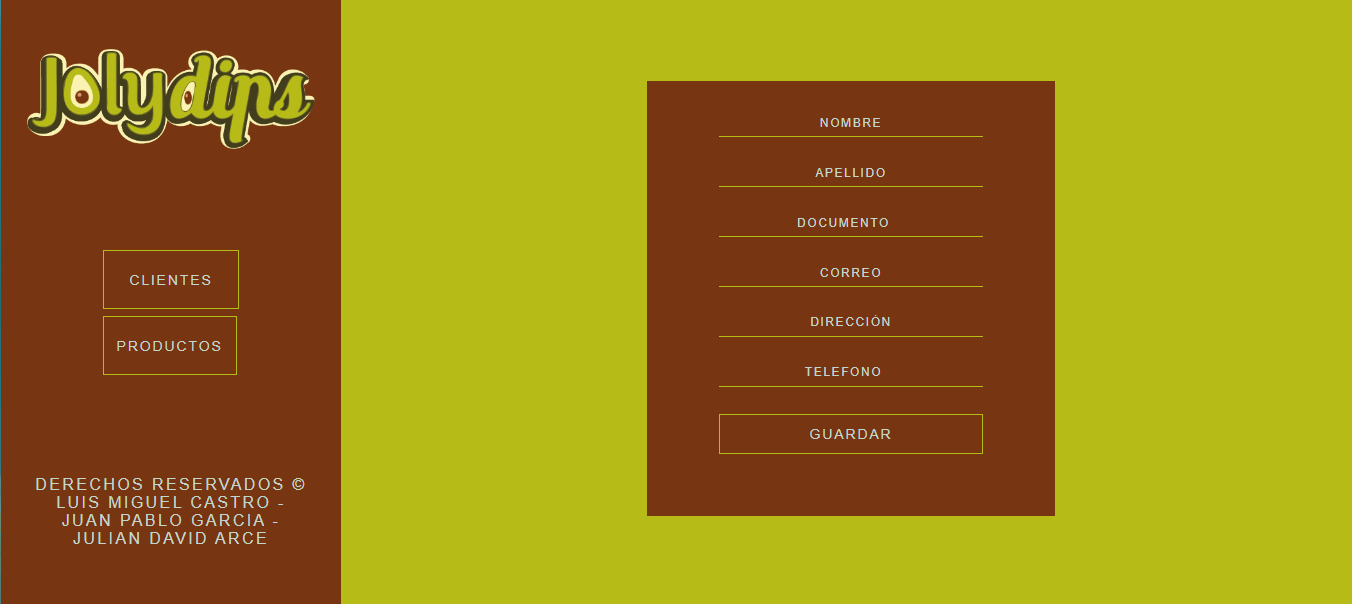 Jolydips
CLIENTES
PRODUCTOS
DERECHOS RESERVADOS ©
LUIS MIGUEL CASTRO -
JUAN PABLO GARCIA -
JULIAN DAVID ARCE
NOMBRE
APELLIDO
DOCUMENTO
CORREO
DIRECCIÓN
TELEFONO
GUARDAR